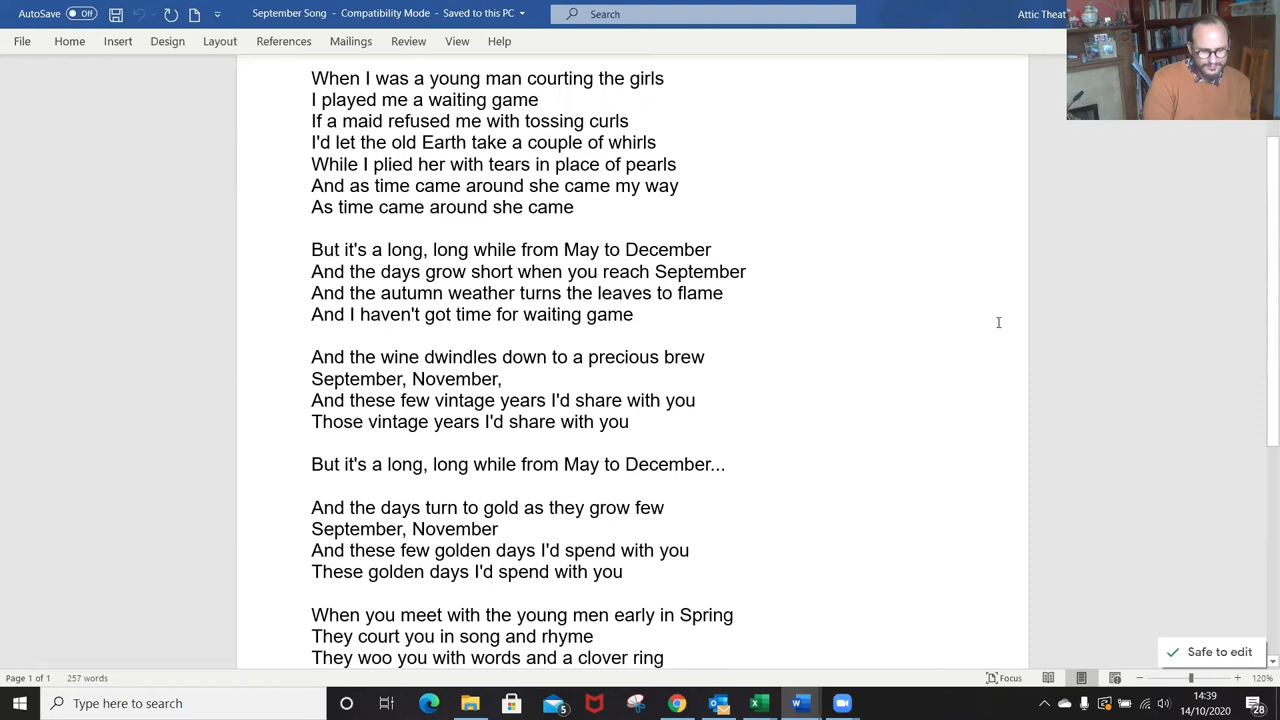 AutoSave Off
September Song - Compatibility Mode - Saved to this PC
Search
Attic Theat
File Home Insert Design Layout References Mailings Review View Help
When I was a young man courting the girls
I played me a waiting game
If a maid refused me with tossing curls
I'd let the old Earth take a couple of whirls
While I plied her with tears in place of pearls
And as time came around she came my way
As time came around she came
But it's a long, long while from May to December
And the days grow short when you reach September
And the autumn weather turns the leaves to flame
And I haven't got time for waiting game
And the wine dwindles down to a precious brew
September, November,
And these few vintage years I'd share with you
Those vintage years I'd share with you
But it's a long, long while from May to December...
And the days turn to gold as they grow few
September, November
And these few golden days I'd spend with you
These golden days I'd spend with you
When you meet with the young men early in Spring
They court you in song and rhyme
They woo you with words and a clover ring
Safe to edit
Page 1 of 1 257 words Focus 120%
Type here to search
5
14:39
14/10/2020
28